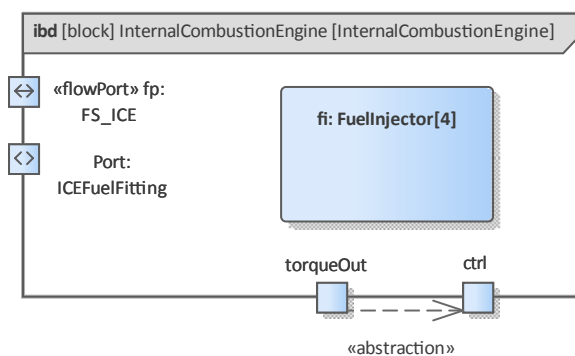 ibd [block] InternalCombustionEngine [InternalCombustionEngine]
«flowPort» fp:
FS_ICE
fi: FuelInjector[4]
Port:
ICEFuelFitting
torqueOut
ctrl
«abstraction»